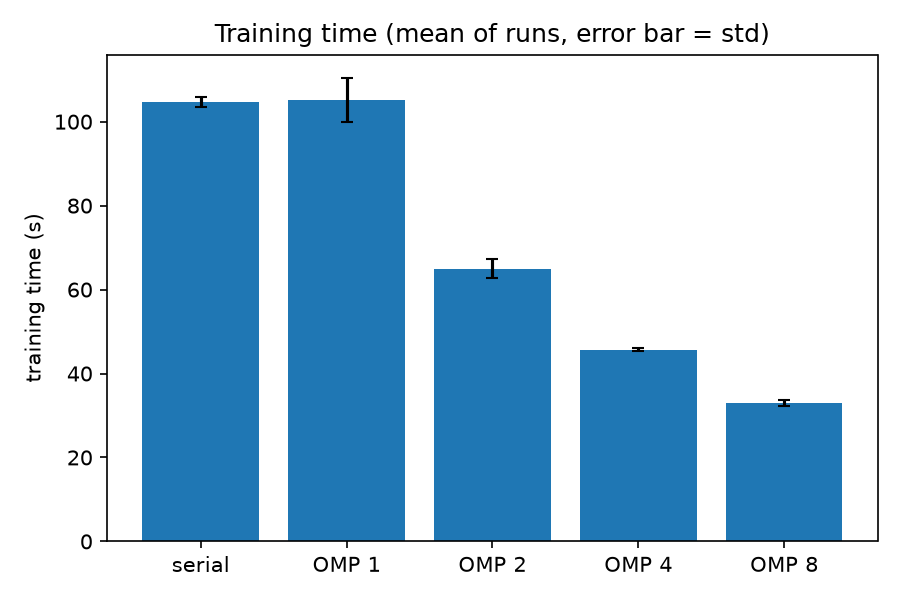 Training time (mean of runs, error bar = std)
training time (s)
100
80
60
40
20
0
serial
OMP 1
OMP 2
OMP 4
OMP 8